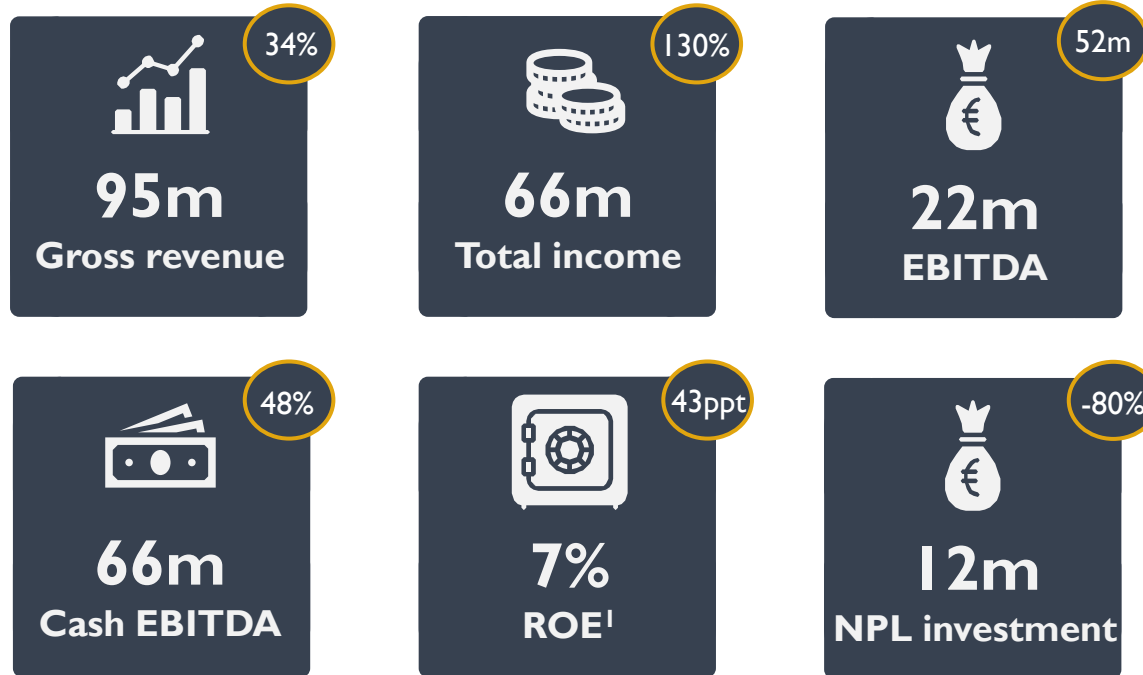 34%
95m
Gross revenue
130%
66m
Total income
52m
€
22m
EBITDA
48%
66m
Cash EBITDA
43ppt
7%
ROE¹
-80%
€
12m
NPL investment